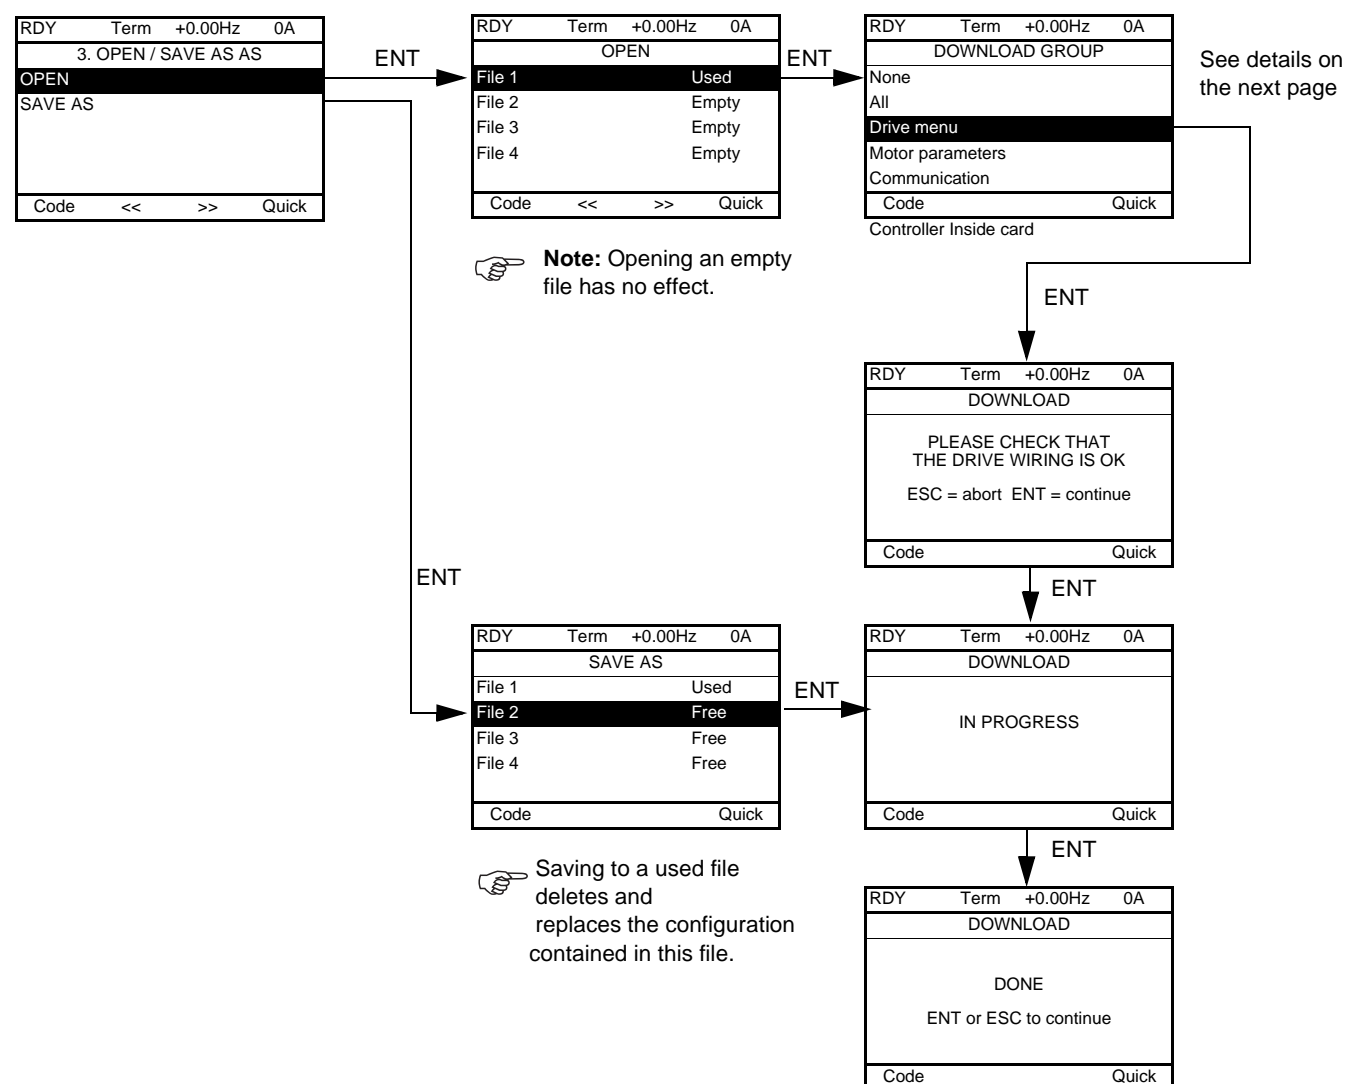 RDY Term +0.00Hz 0A
3. OPEN / SAVE AS AS
OPEN
SAVE AS
Code << >> Quick
ENT
RDY Term +0.00Hz 0A
OPEN
File 1 Used
File 2 Empty
File 3 Empty
File 4 Empty
Code << >> Quick
Note: Opening an empty
file has no effect.
ENT
RDY Term +0.00Hz 0A
DOWNLOAD GROUP
None
All
Drive menu
Motor parameters
Communication
Code Quick
Controller Inside card
See details on
the next page
ENT
RDY Term +0.00Hz 0A
DOWNLOAD
PLEASE CHECK THAT
THE DRIVE WIRING IS OK
ESC = abort ENT = continue
Code Quick
ENT
ENT
RDY Term +0.00Hz 0A
SAVE AS
File 1 Used
File 2 Free
File 3 Free
File 4 Free
Code Quick
Saving to a used file
deletes and
replaces the configuration
contained in this file.
ENT
RDY Term +0.00Hz 0A
DOWNLOAD
IN PROGRESS
Code Quick
ENT
RDY Term +0.00Hz 0A
DOWNLOAD
DONE
ENT or ESC to continue
Code Quick